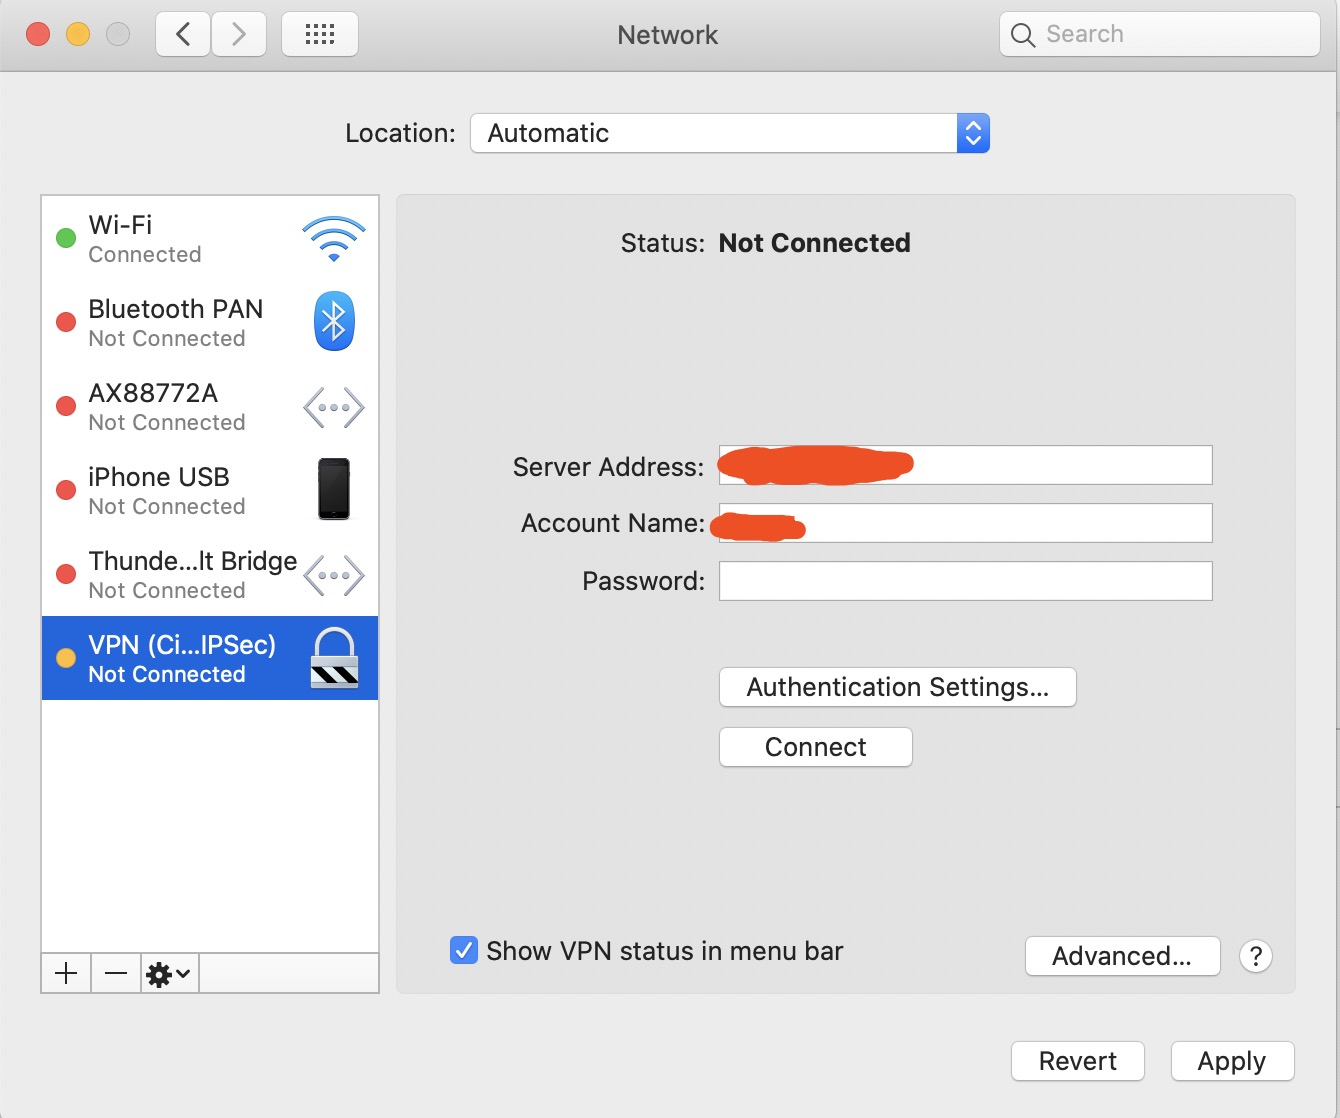 Network
Search
Location: Automatic
Wi-Fi
Connected
Bluetooth PAN
Not Connected
AX88772A
Not Connected
iPhone USB
Not Connected
Thunde...lt Bridge
Not Connected
VPN (Ci...IPSec)
Not Connected
Status: Not Connected
Server Address:
Account Name:
Password:
Authentication Settings...
Connect
Show VPN status in menu bar
Advanced...
?
Revert
Apply